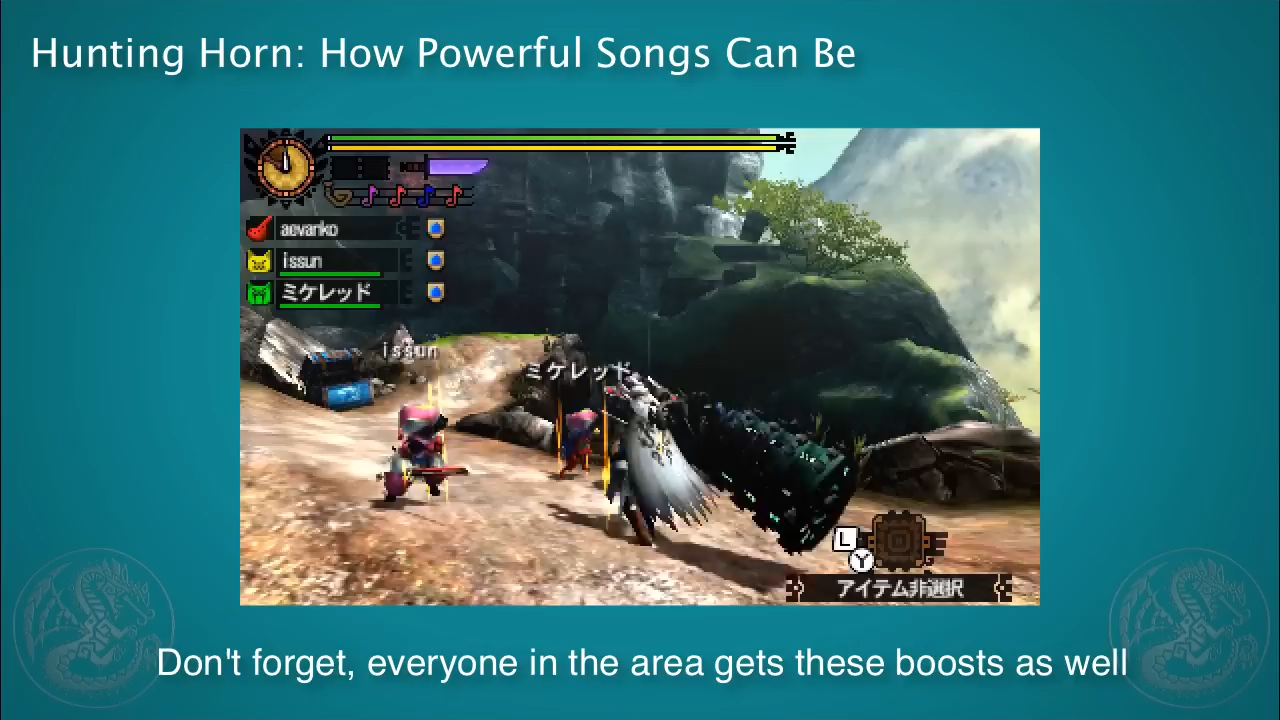 Hunting Horn: How Powerful Songs Can Be
aevanko
issun
ミケレッド
issun
ミケレッド
L
Y
アイテム非選択
Don't forget, everyone in the area gets these boosts as well